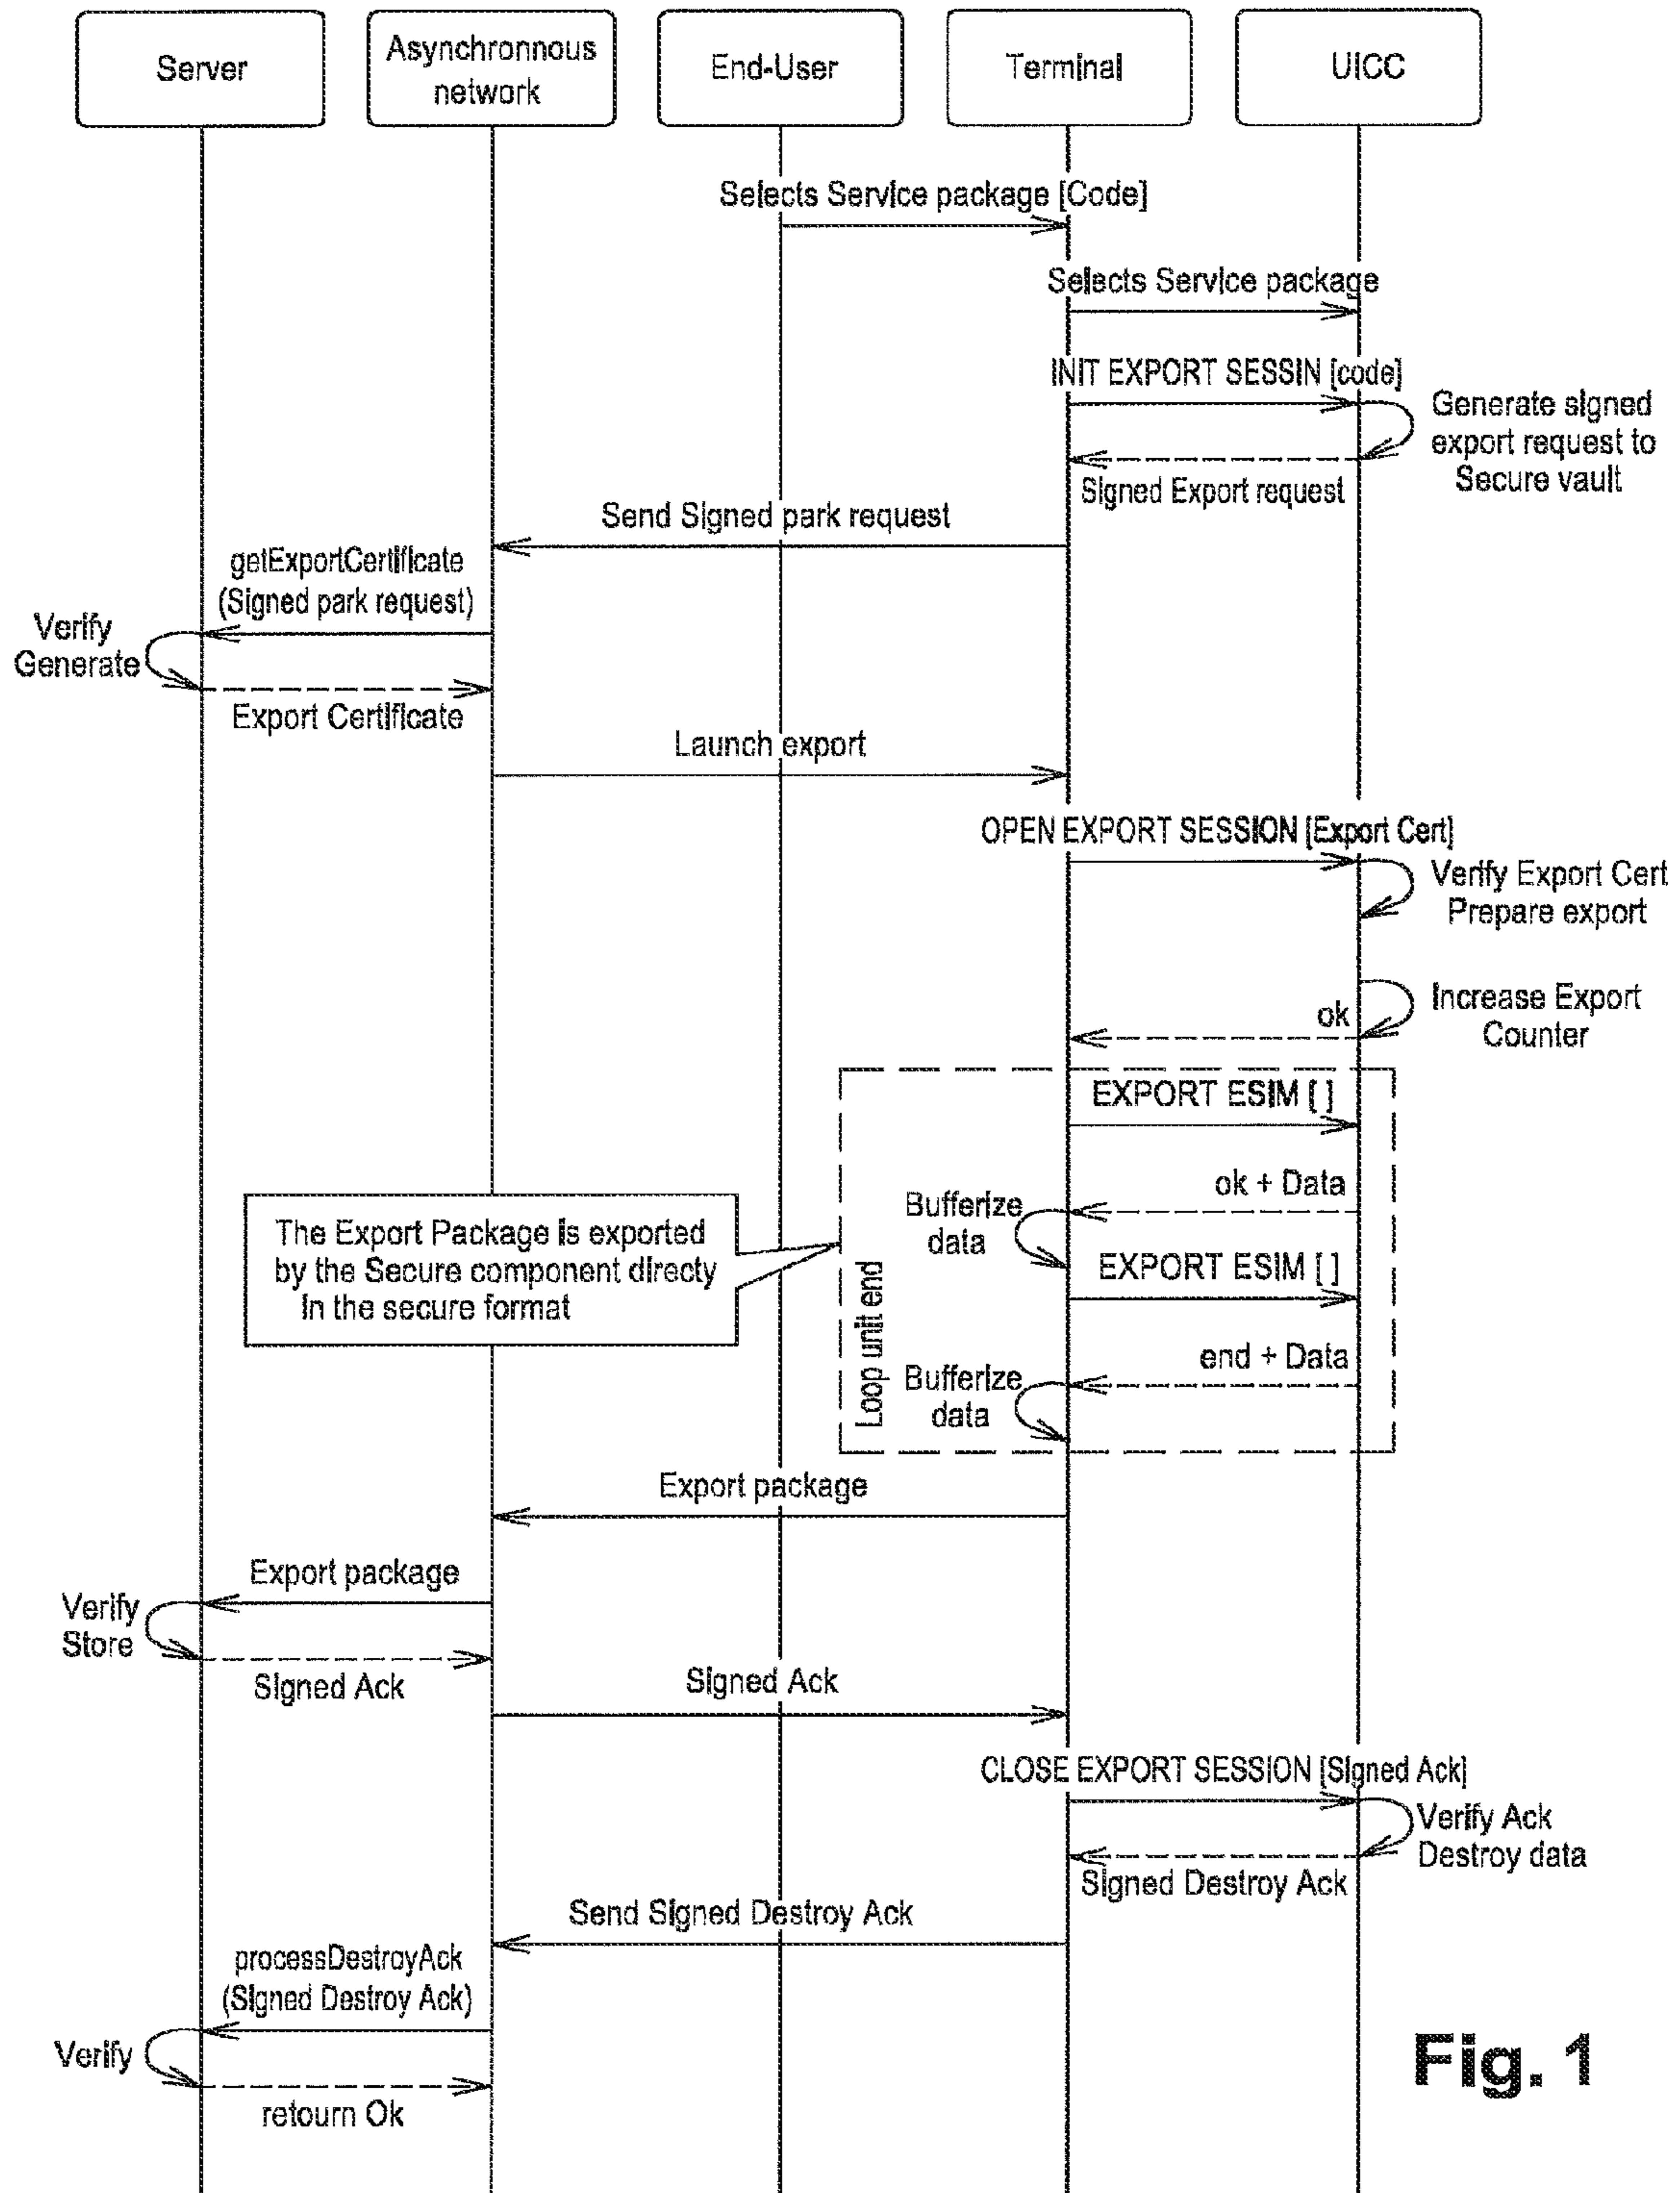 Server
Asynchronnous
network
End-User
Terminal
UICC
Selects Service package [Code]
Selects Service package
INIT EXPORT SESSIN [code]
Generate signed
export request to
Secure vault
Signed Export request
Send Signed park request
getExportCertificate
(Signed park request)
Verify
Generate
Export Certificate
Launch export
OPEN EXPORT SESSION [Export Cert]
Verify Export Cert
Prepare export
Increase Export
Counter
ok
EXPORT ESIM [ ]
ok + Data
Bufferize
data
The Export Package is exported
by the Secure component directy
in the secure format
EXPORT ESIM [ ]
Loop unit end
end + Data
Bufferize
data
Export package
Export package
Verify
Store
Signed Ack
Signed Ack
CLOSE EXPORT SESSION [Signed Ack]
Verify Ack
Destroy data
Signed Destroy Ack
Send Signed Destroy Ack
processDestroyAck
(Signed Destroy Ack)
Verify
retourn Ok
Fig. 1